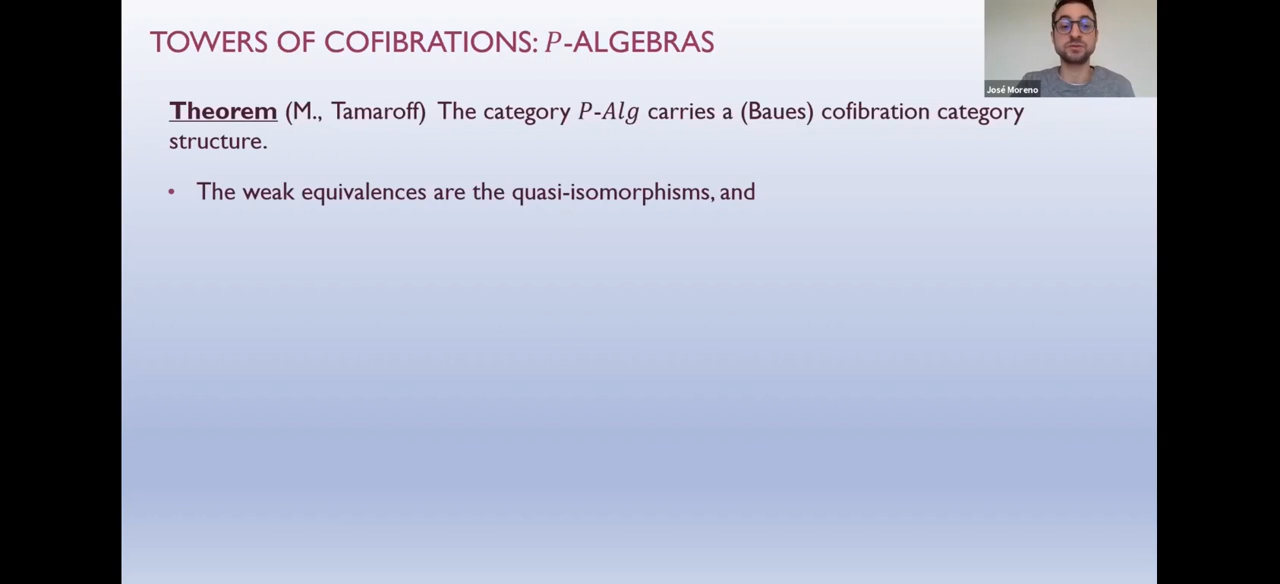 TOWERS OF COFIBRATIONS: P-ALGEBRAS
José Moreno
Theorem (M., Tamaroff) The category P-Alg carries a (Baues) cofibration category
structure.
• The weak equivalences are the quasi-isomorphisms, and